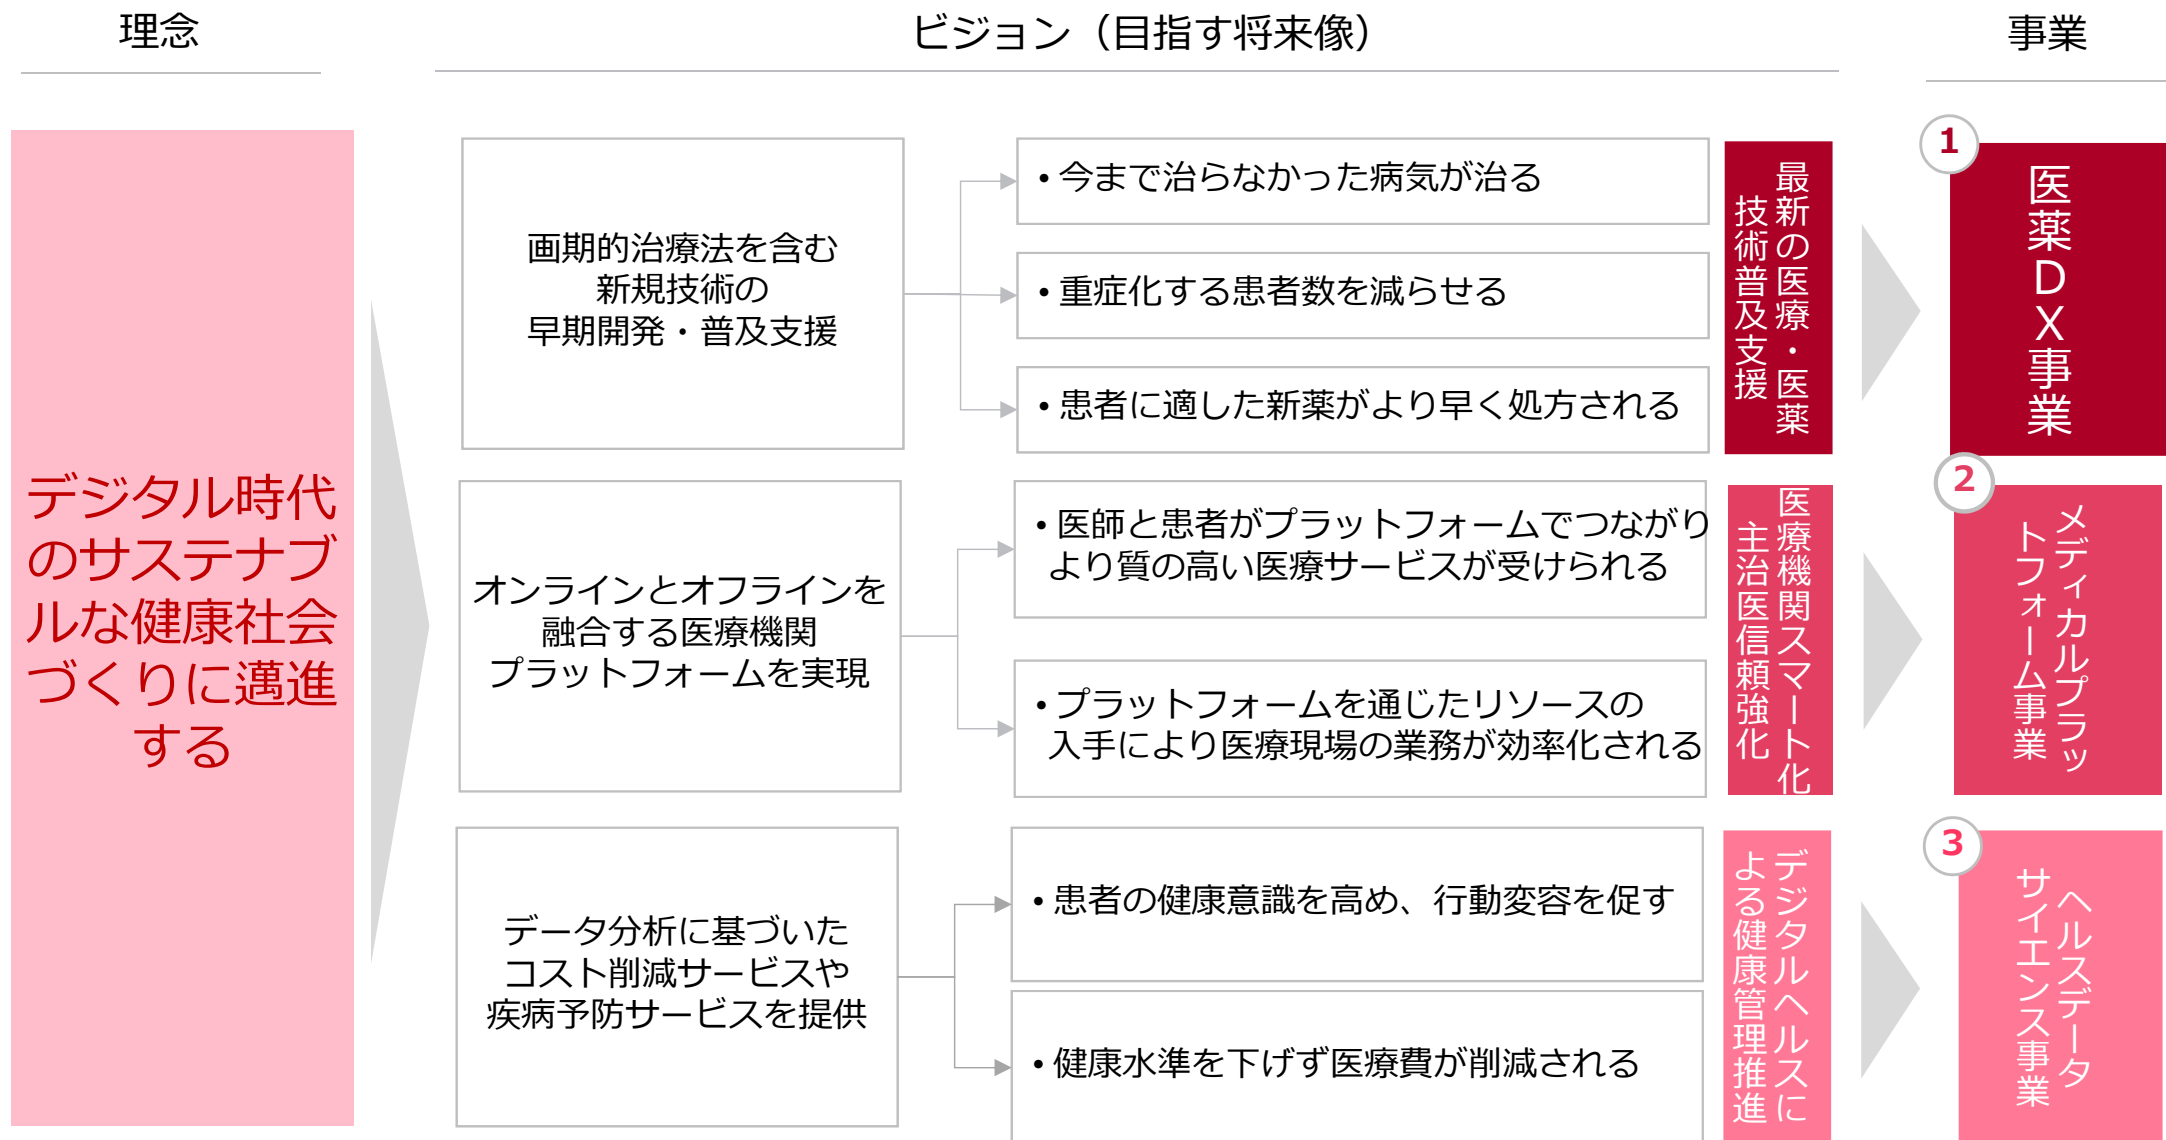 理念
ビジョン（目指す将来像）
事業
デジタル時代
のサステナブ
ルな健康社会
づくりに邁進
する
画期的治療法を含む
新規技術の
早期開発・普及支援
• 今まで治らなかった病気が治る
• 重症化する患者数を減らせる
• 患者に適した新薬がより早く処方される
最新の医療・医薬
技術普及支援
1
医薬DX事業
オンラインとオフラインを
融合する医療機関
プラットフォームを実現
• 医師と患者がプラットフォームでつながり
より質の高い医療サービスが受けられる
• プラットフォームを通じたリソースの
入手により医療現場の業務が効率化される
医療機関スマート化
主治医信頼強化
2
メディカルプラッ
トフォーム事業
データ分析に基づいた
コスト削減サービスや
疾病予防サービスを提供
• 患者の健康意識を高め、行動変容を促す
• 健康水準を下げず医療費が削減される
デジタルヘルスに
よる健康管理推進
3
ヘルスデータ
サイエンス事業